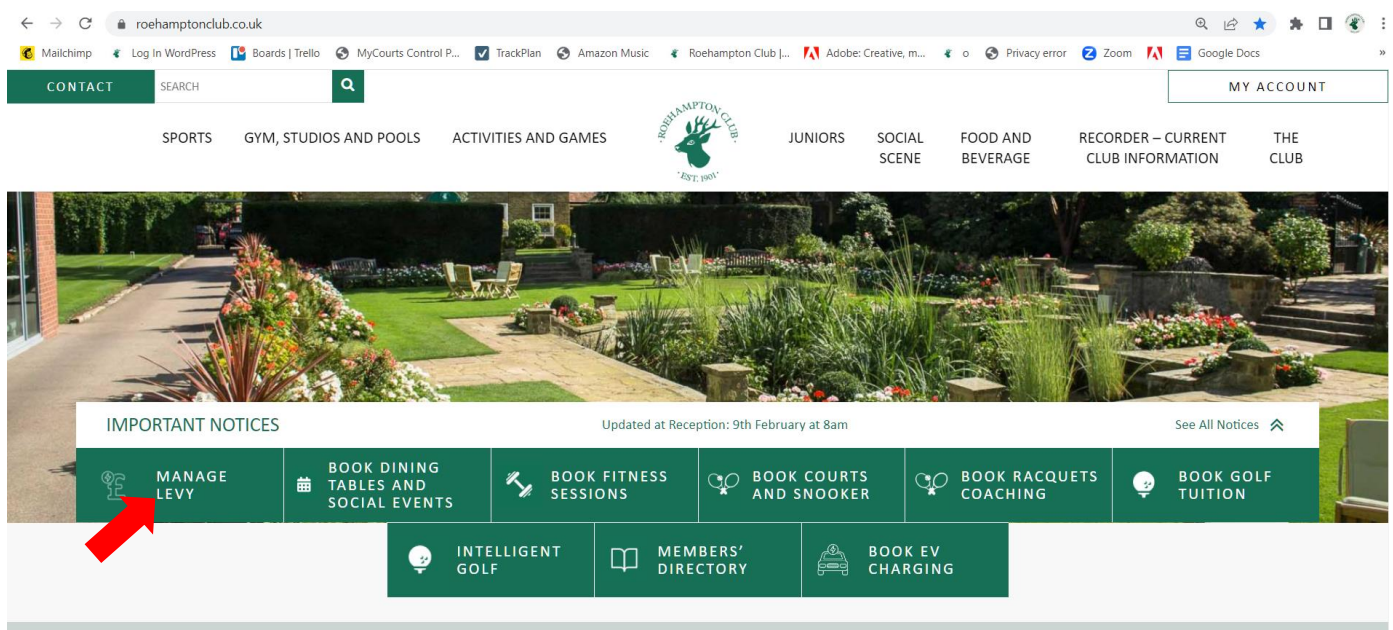 roehamptonclub.co.uk
Mailchimp Log In WordPress Boards | Trello MyCourts Control P... TrackPlan Amazon Music Roehampton Club |... Adobe: Creative, m... o Privacy error Zoom Google Docs »
CONTACT SEARCH MY ACCOUNT
ROEHAMPTON CLUB
· EST. 1901 ·
SPORTS GYM, STUDIOS AND POOLS ACTIVITIES AND GAMES JUNIORS SOCIAL
SCENE FOOD AND
BEVERAGE RECORDER – CURRENT
CLUB INFORMATION THE
CLUB
IMPORTANT NOTICES Updated at Reception: 9th February at 8am See All Notices
MANAGE
LEVY
BOOK DINING
TABLES AND
SOCIAL EVENTS
BOOK FITNESS
SESSIONS
BOOK COURTS
AND SNOOKER
BOOK RACQUETS
COACHING
BOOK GOLF
TUITION
INTELLIGENT
GOLF
MEMBERS'
DIRECTORY
BOOK EV
CHARGING